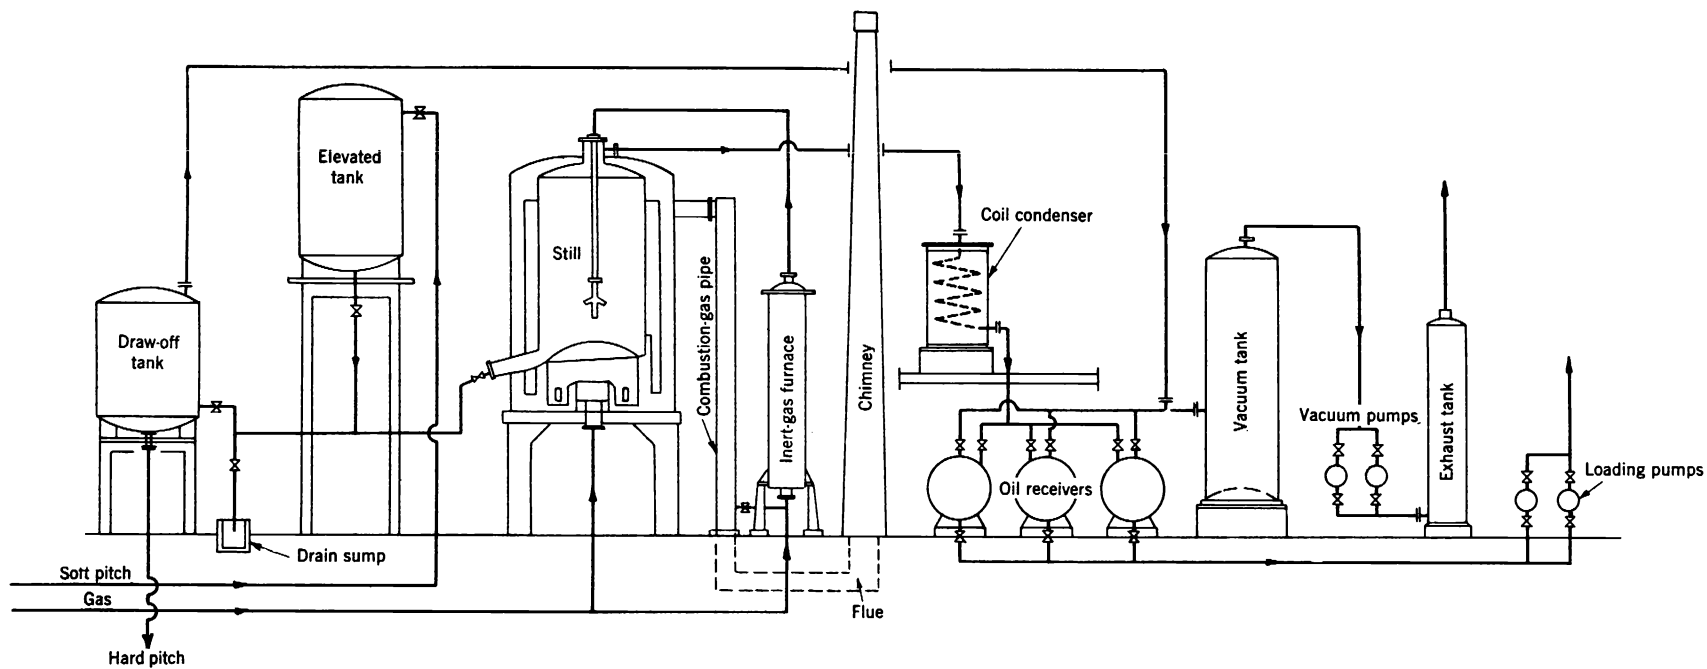 Elevated
tank
Coil condenser
Still
Draw-off
tank
Combustion-gas pipe
Inert-gas furnace
Chimney
Vacuum tank
Vacuum pumps
Exhaust tank
Oil receivers
Loading pumps
Drain sump
Sott pitch
Gas
Flue
Hard pitch